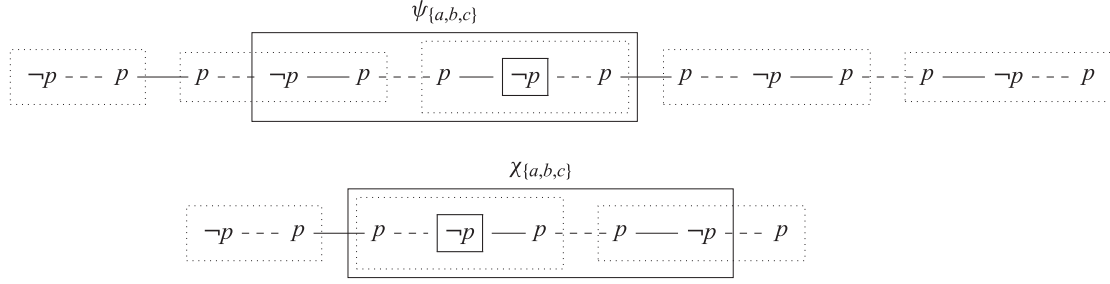 ψ{a,b,c}
¬p p p ¬p p p ¬p p p ¬p p p ¬p p
χ{a,b,c}
¬p p p ¬p p p ¬p p